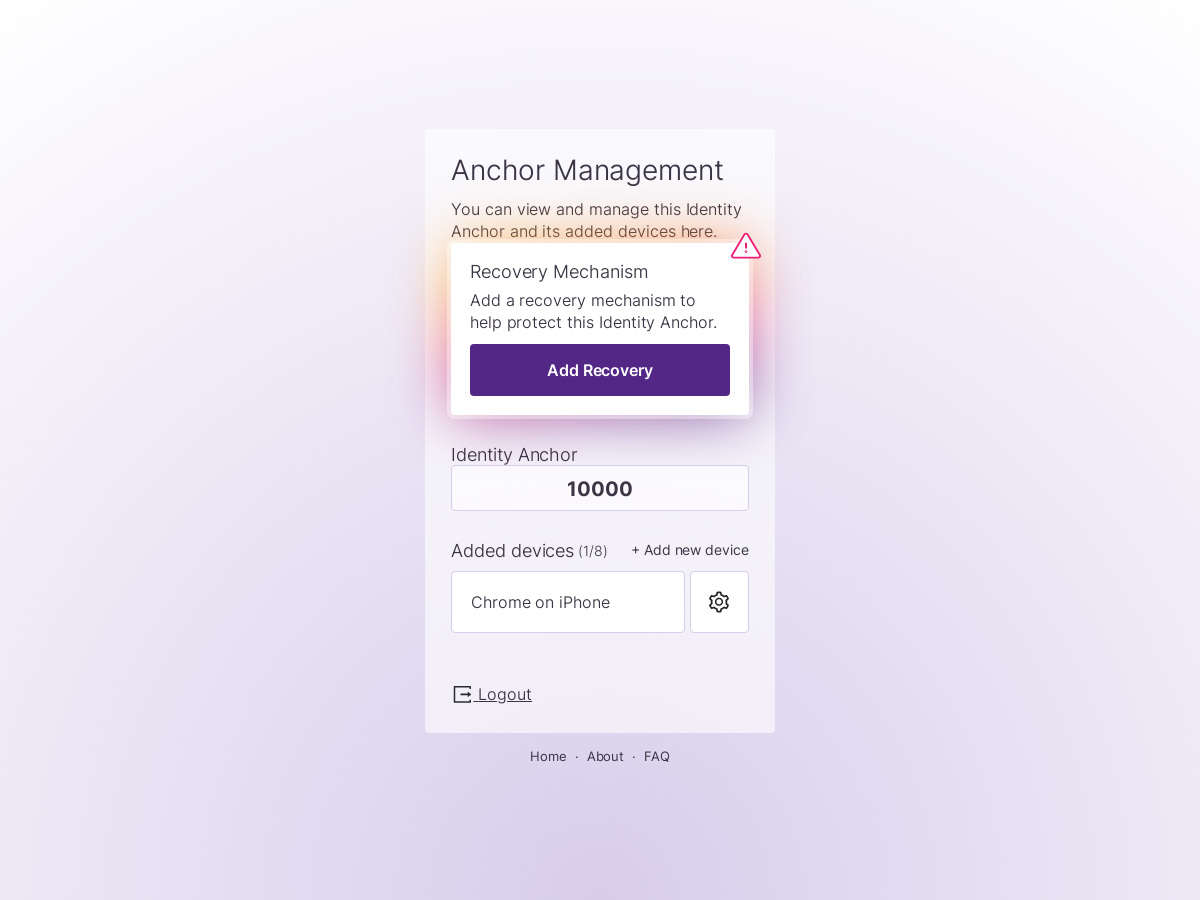 Anchor Management
You can view and manage this Identity
Anchor and its added devices here.
Recovery Mechanism
Add a recovery mechanism to
help protect this Identity Anchor.
Add Recovery
Identity Anchor
10000
Added devices (1/8) + Add new device
Chrome on iPhone
Logout
Home · About · FAQ